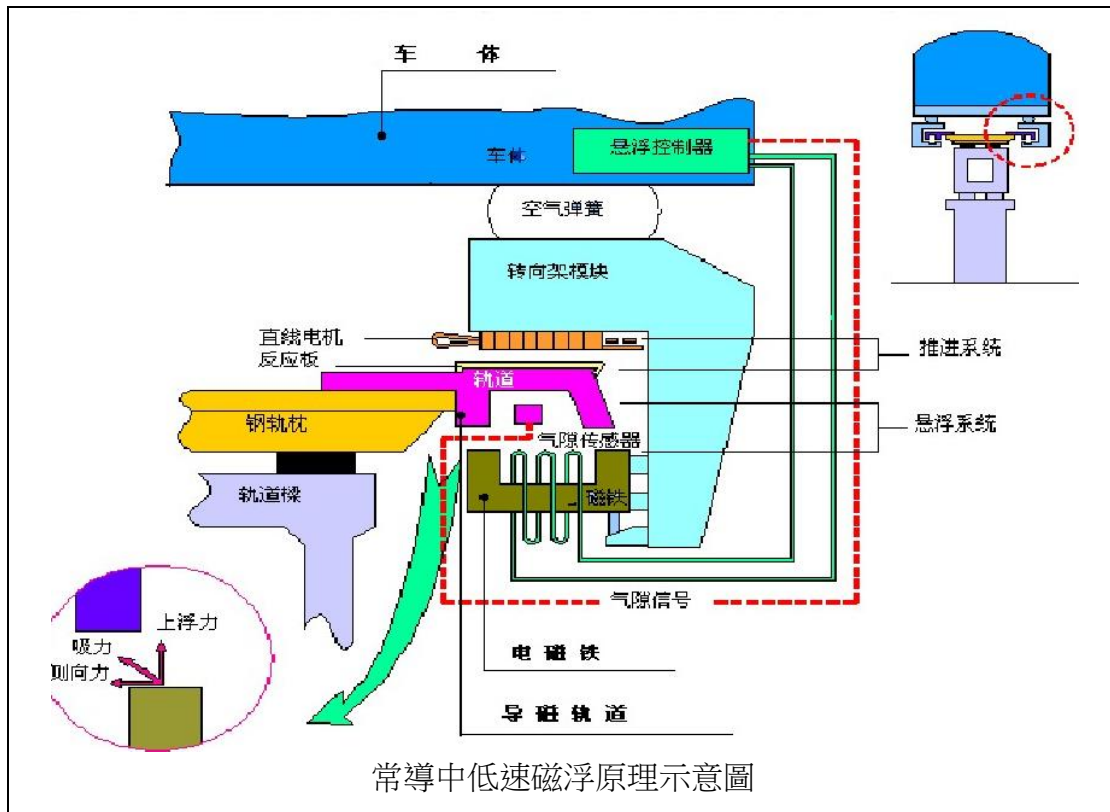 车 体
车体
悬浮控制器
空气弹簧
转向架模块
直线电机
反应板
推进系统
轨道
钢轨枕
悬浮系统
气隙传感器
轨道樑
磁铁
气隙信号
上浮力
吸力
侧向力
电 磁 铁
导 磁 轨 道
常導中低速磁浮原理示意圖